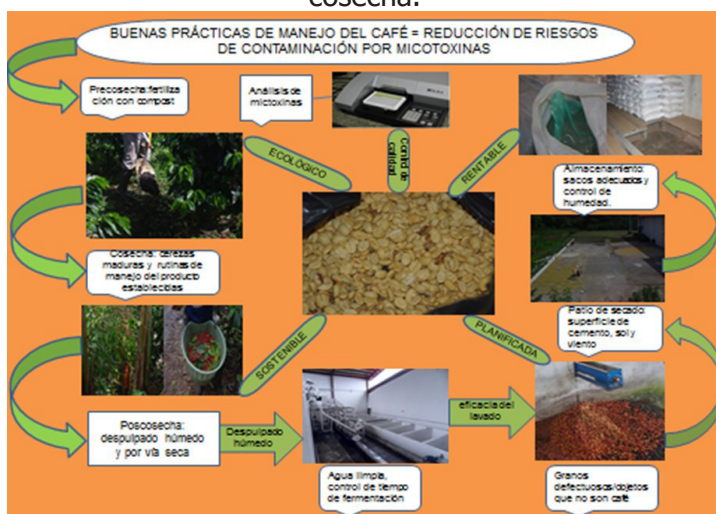 cosecha.
BUENAS PRÁCTICAS DE MANEJO DEL CAFÉ = REDUCCIÓN DE RIESGOS
DE CONTAMINACIÓN POR MICOTOXINAS
Precosecha:fertiliza
ción con compost
Análisis de
mictoxinas
ECOLÓGICO
Control de
calidad
RENTABLE
Almacenamiento:
sacos adecuados y
control de
humedad.
Cosecha: cerezas
maduras y rutinas de
manejo del producto
establecidas
Patio de secado:
superficie de
cemento, sol y
viento
SOSTENIBLE
PLANIFICADA
Poscosecha:
despulpado húmedo
y por vía seca
Despulpado
húmedo
eficacia del
lavado
Agua limpia,
control de tiempo
de fermentación
Granos
defectuosos/objetos
que no son café